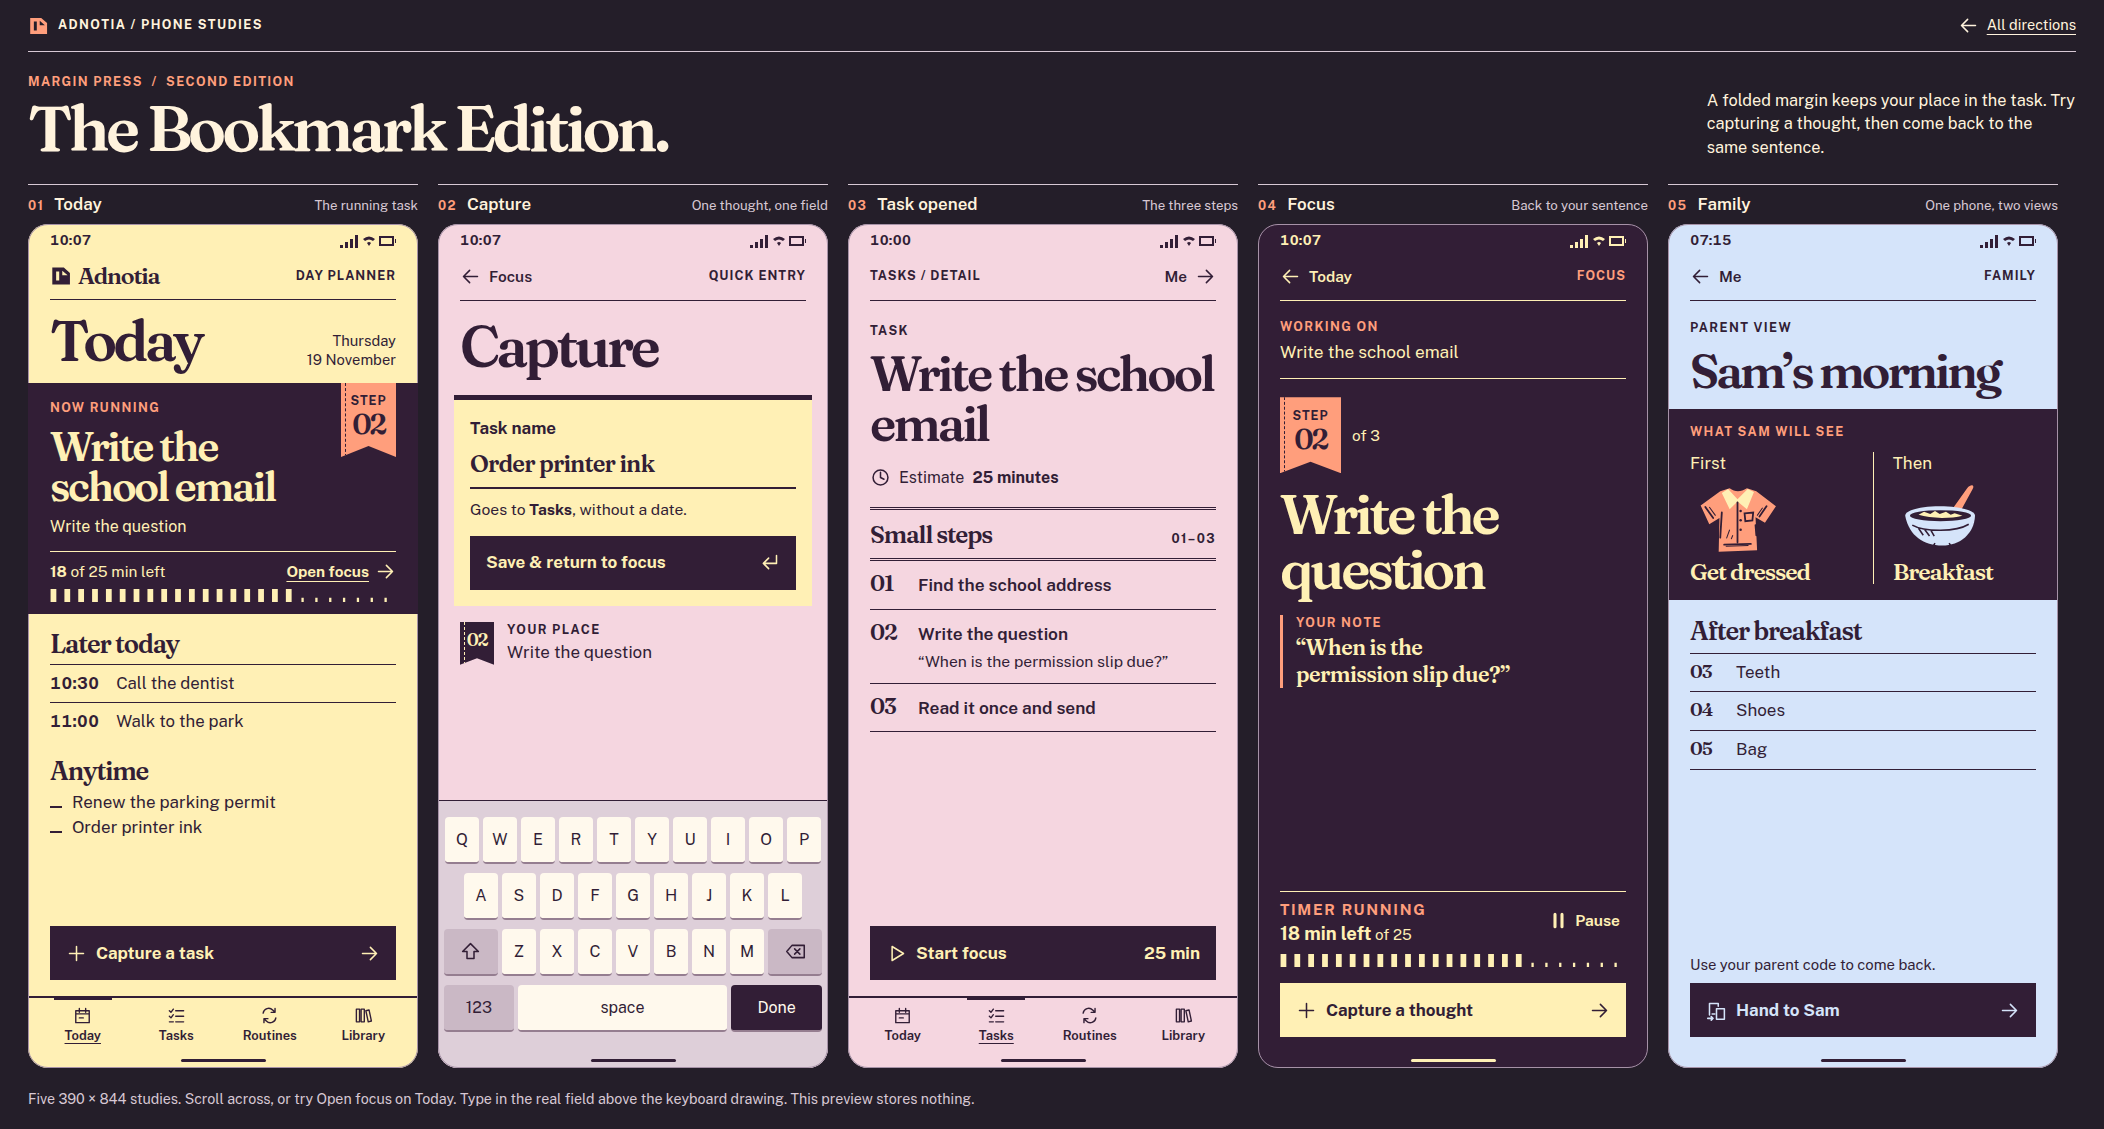 ADNOTIA / PHONE STUDIES
All directions
MARGIN PRESS / SECOND EDITION
The Bookmark Edition.
A folded margin keeps your place in the task. Try
capturing a thought, then come back to the
same sentence.
01 Today The running task
10:07
Adnotia DAY PLANNER
Today
Thursday
19 November
NOW RUNNING
STEP
02
Write the
school email
Write the question
18 of 25 min left Open focus
Later today
10:30 Call the dentist
11:00 Walk to the park
Anytime
Renew the parking permit
Order printer ink
Capture a task
Today Tasks Routines Library
02 Capture One thought, one field
10:07
Focus QUICK ENTRY
Capture
Task name
Order printer ink
Goes to Tasks, without a date.
Save & return to focus
02
YOUR PLACE
Write the question
Q W E R T Y U I O P
A S D F G H J K L
Z X C V B N M
123 space Done
03 Task opened The three steps
10:00
TASKS / DETAIL Me
TASK
Write the school
email
Estimate 25 minutes
Small steps 01–03
01 Find the school address
02 Write the question
“When is the permission slip due?”
03 Read it once and send
Start focus 25 min
Today Tasks Routines Library
04 Focus Back to your sentence
10:07
Today FOCUS
WORKING ON
Write the school email
STEP
02
of 3
Write the
question
YOUR NOTE
“When is the
permission slip due?”
TIMER RUNNING
18 min left of 25
Pause
Capture a thought
05 Family One phone, two views
07:15
Me FAMILY
PARENT VIEW
Sam’s morning
WHAT SAM WILL SEE
First Then
Get dressed Breakfast
After breakfast
03 Teeth
04 Shoes
05 Bag
Use your parent code to come back.
Hand to Sam
Five 390 × 844 studies. Scroll across, or try Open focus on Today. Type in the real field above the keyboard drawing. This preview stores nothing.